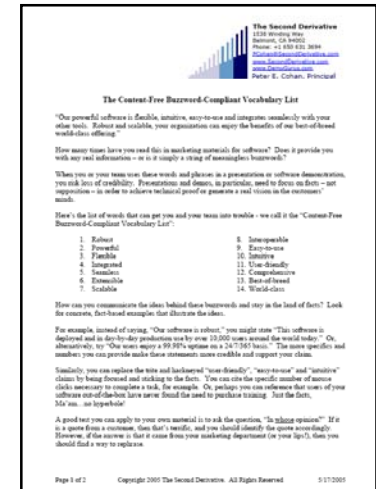 The Second Derivative
1538 Winding Way
Belmont, CA 94002
Phone: +1 650 631 3694
PCohan@SecondDerivative.com
www.SecondDerivative.com
www.DemoGurus.com
Peter E. Cohan, Principal
The Content-Free Buzzword-Compliant Vocabulary List
“Our powerful software is flexible, intuitive, easy-to-use and integrates seamlessly with your
other tools. Robust and scalable, your organization can enjoy the benefits of our best-of-breed
world-class offering.”
How many times have you read this in marketing materials for software? Does it provide you
with any real information – or is it simply a string of meaningless buzzwords?
When you or your team uses these words and phrases in a presentation or software demonstration,
you risk loss of credibility. Presentations and demos, in particular, need to focus on facts – not
supposition – in order to achieve technical proof or generate a real vision in the customers’
minds.
Here’s the list of words that can get you and your team into trouble - we call it the “Content-Free
Buzzword-Compliant Vocabulary List”:
1. Robust
2. Powerful
3. Flexible
4. Integrated
5. Seamless
6. Extensible
7. Scalable
8. Interoperable
9. Easy-to-use
10. Intuitive
11. User-friendly
12. Comprehensive
13. Best-of-breed
14. World-class
How can you communicate the ideas behind these buzzwords and stay in the land of facts? Look
for concrete, fact-based examples that illustrate the ideas.
For example, instead of saying, “Our software is robust,” you might state “This software is
deployed and in day-by-day production use by over 10,000 users around the world today.” Or,
alternatively, try “Our users enjoy a 99.98% uptime on a 24/7/365 basis.” The more specifics and
numbers you can provide make these statements more credible and support your claim.
Similarly, you can replace the trite and hackneyed “user-friendly”, “easy-to-use” and “intuitive”
claims by being focused and sticking to the facts. You can cite the specific number of mouse
clicks necessary to complete a task, for example. Or, perhaps you can reference that users of your
software out-of-the-box have never found the need to purchase training. Just the facts,
Ma’am…no hyperbole!
A good test you can apply to your own material is to ask the question, “In whose opinion?” If it
is a quote from a customer, then that’s terrific, and you should identify the quote accordingly.
However, if the answer is that it came from your marketing department (or your lips!), then you
should find a way to rephrase.
Page 1 of 2 Copyright 2005 The Second Derivative. All Rights Reserved 5/17/2005